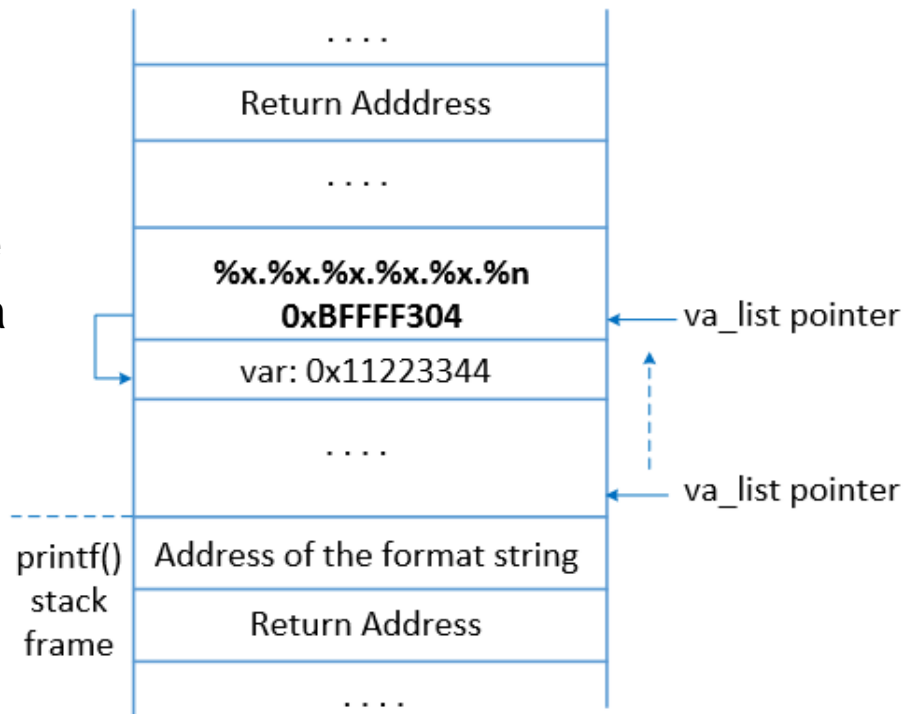 . . . .
Return Adddress
. . . .
%x.%x.%x.%x.%x.%n
0xBFFFF304
va_list pointer
var: 0x11223344
. . . .
va_list pointer
printf()
stack
frame
Address of the format string
Return Address
. . . .